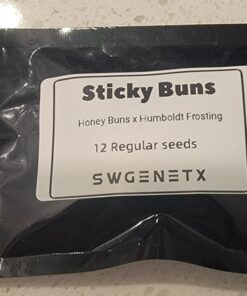 Sticky Buns
Honey Buns x Humboldt Frosting
12 Regular seeds
SWGENETX